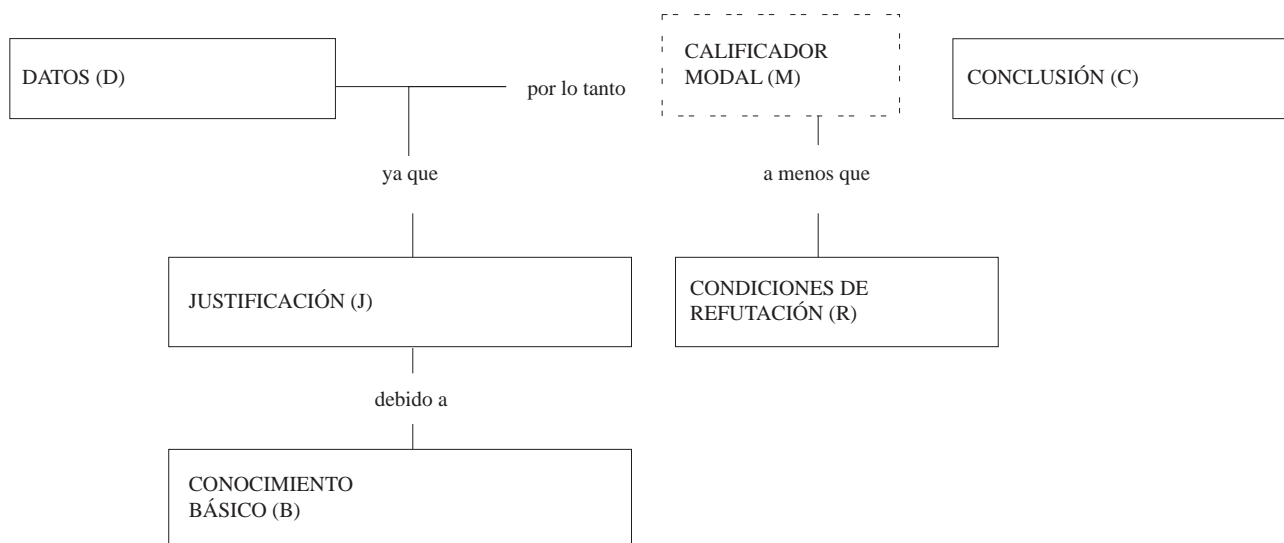 DATOS (D)
por lo tanto
CALIFICADOR
MODAL (M)
CONCLUSIÓN (C)
ya que
a menos que
JUSTIFICACIÓN (J)
CONDICIONES DE
REFUTACIÓN (R)
debido a
CONOCIMIENTO
BÁSICO (B)